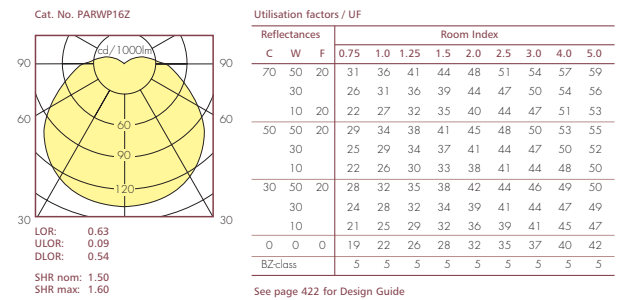 Cat. No. PARWP16Z
cd/1000lm
90 90
60 60
60
90
120
30 30
LOR: 0.63
ULOR: 0.09
DLOR: 0.54
SHR nom: 1.50
SHR max: 1.60
Utilisation factors / UF
Reflectances Room Index
C W F 0.75 1.0 1.25 1.5 2.0 2.5 3.0 4.0 5.0
70 50 20 31 36 41 44 48 51 54 57 59
30 26 31 36 39 44 47 50 54 56
10 20 22 27 32 35 40 44 47 51 53
50 50 20 29 34 38 41 45 48 50 53 55
30 25 29 34 37 41 44 47 50 52
10 22 26 30 33 38 41 44 48 50
30 50 20 28 32 35 38 42 44 46 49 50
30 24 28 32 34 39 41 44 47 49
10 21 25 29 32 36 39 41 45 47
0 0 0 19 22 26 28 32 35 37 40 42
BZ-class 5 5 5 5 5 5 5 5 5
See page 422 for Design Guide